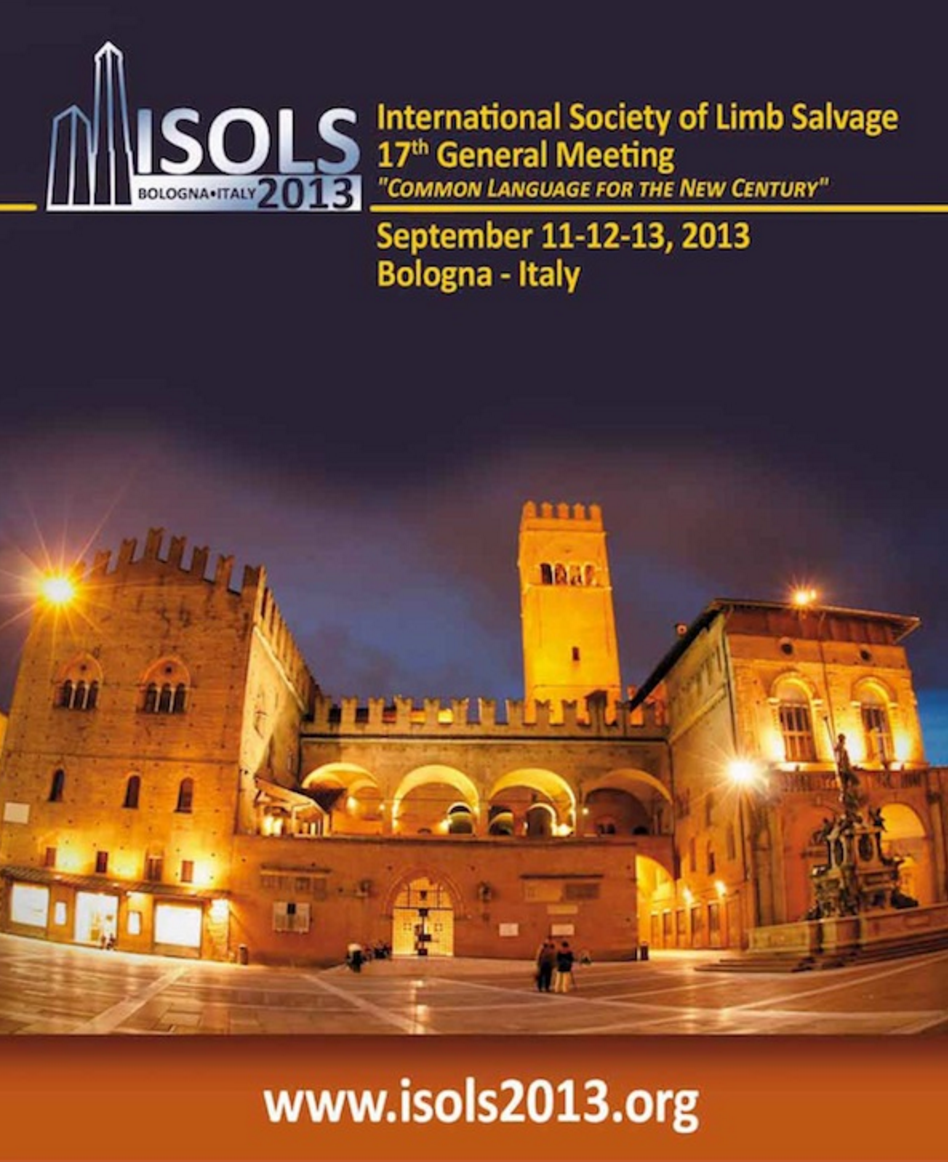 ISOLS
BOLOGNA•ITALY 2013
International Society of Limb Salvage
17th General Meeting
"COMMON LANGUAGE FOR THE NEW CENTURY"
September 11-12-13, 2013
Bologna - Italy
www.isols2013.org